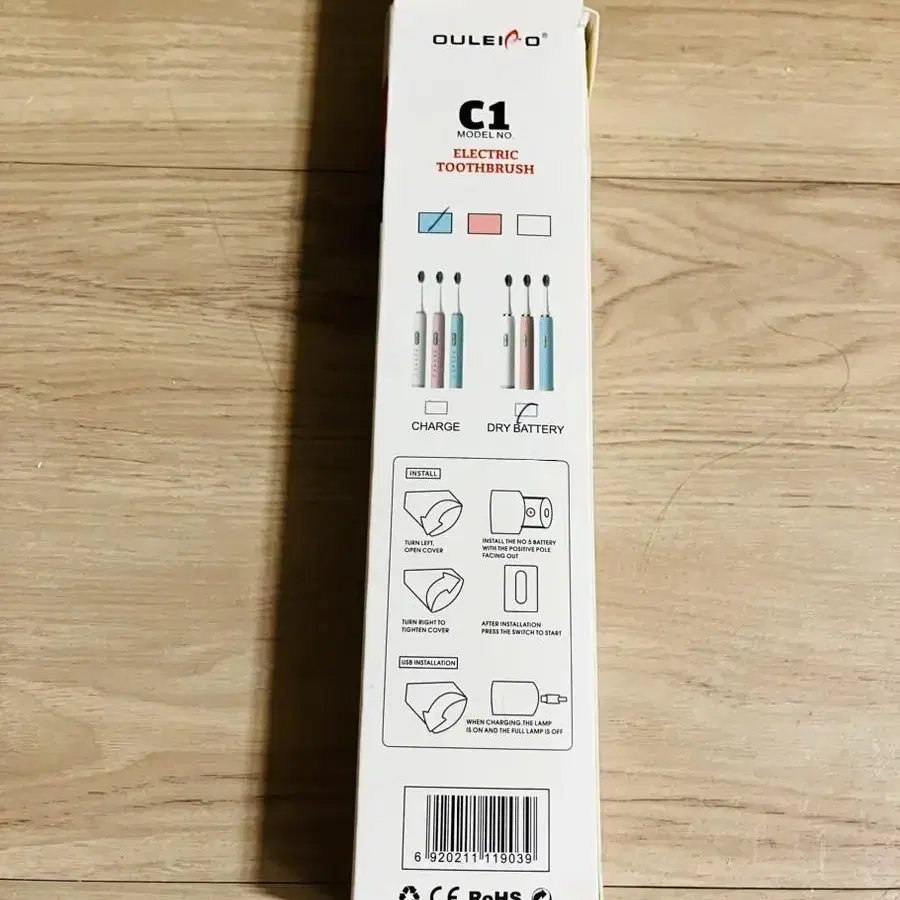 OULEIPO®
C1
MODEL NO.
ELECTRIC
TOOTHBRUSH
CHARGE
DRY BATTERY
INSTALL
TURN LEFT,
OPEN COVER
INSTALL THE NO 5 BATTERY
WITH THE POSITIVE POLE
FACING OUT
TURN RIGHT TO
TIGHTEN COVER
AFTER INSTALLATION
PRESS THE SWITCH TO START
USB INSTALLATION
WHEN CHARGING,THE LAMP
IS ON AND THE FULL LAMP IS OFF
6 920211 119039
CE RoHS